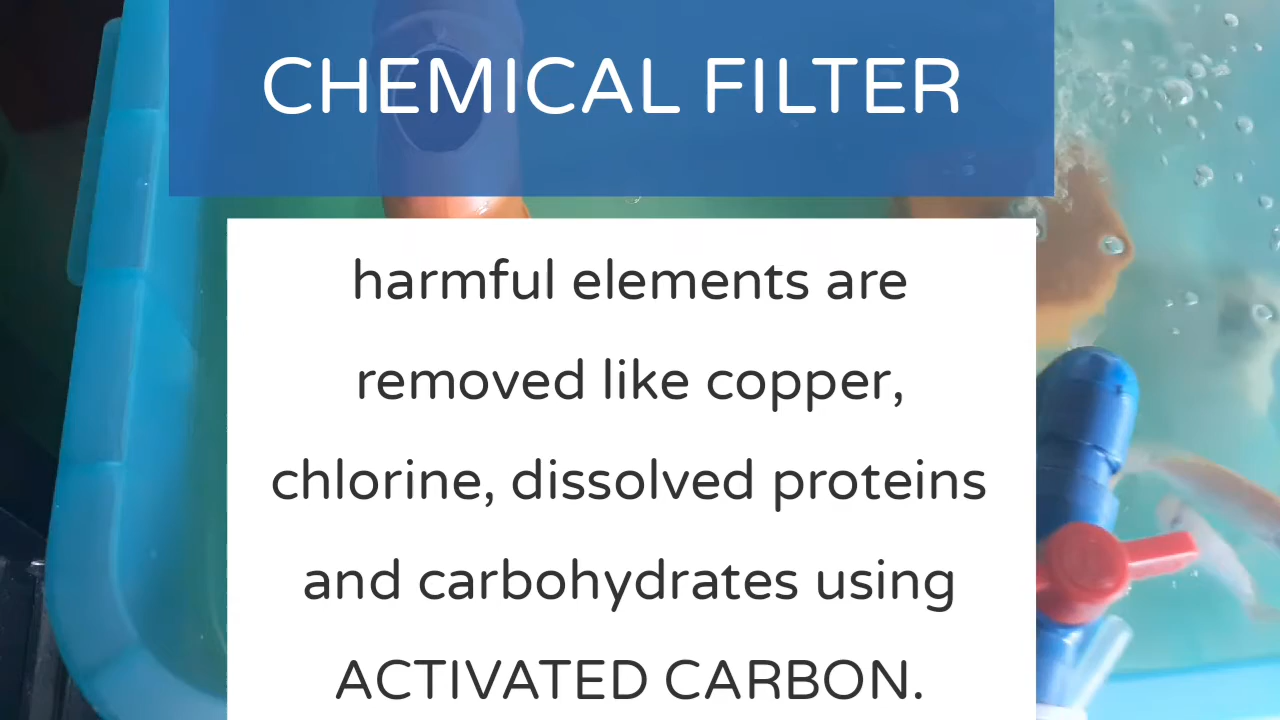 CHEMICAL FILTER
harmful elements are
removed like copper,
chlorine, dissolved proteins
and carbohydrates using
ACTIVATED CARBON.